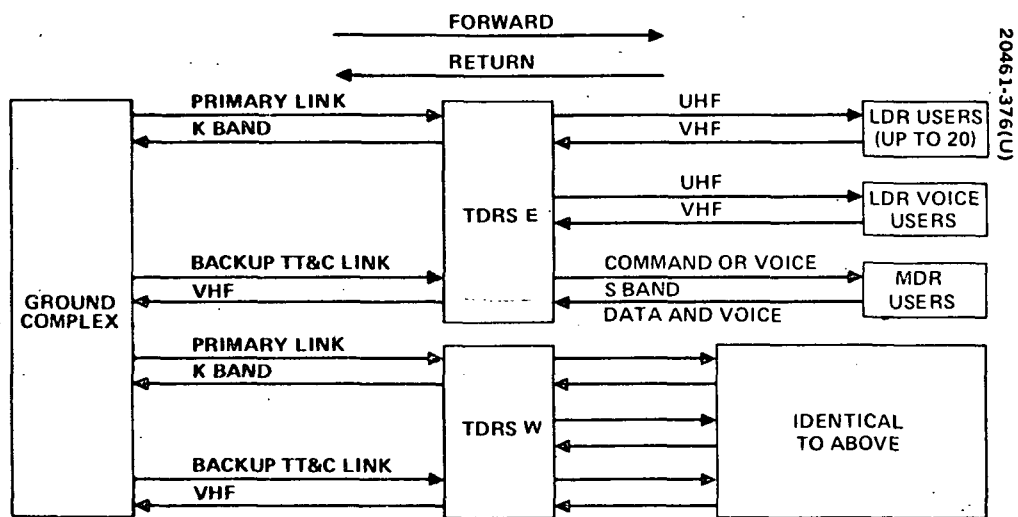 FORWARD
RETURN
20461-376(U)
GROUND
COMPLEX
PRIMARY LINK
K BAND
BACKUP TT&C LINK
VHF
PRIMARY LINK
K BAND
BACKUP TT&C LINK
VHF
TDRS E
TDRS W
UHF
VHF
UHF
VHF
COMMAND OR VOICE
S BAND
DATA AND VOICE
LDR USERS
(UP TO 20)
LDR VOICE
USERS
MDR
USERS
IDENTICAL
TO ABOVE